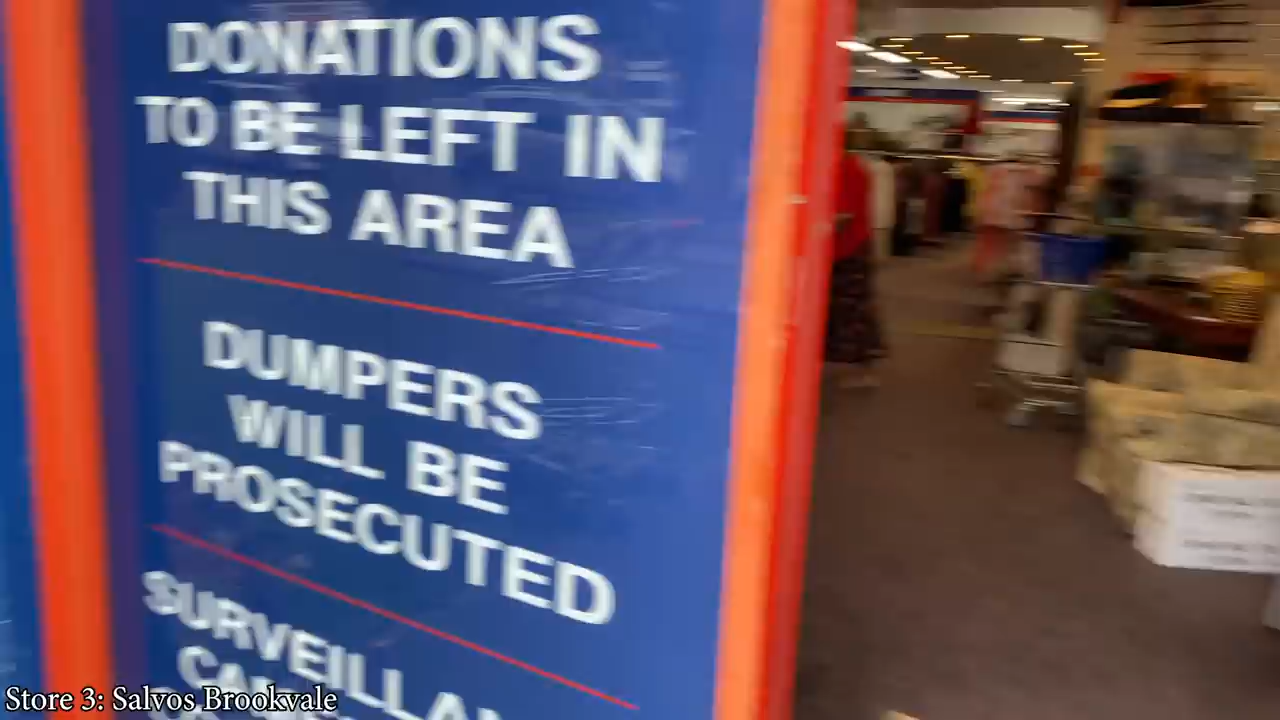 DONATIONS
TO BE LEFT IN
THIS AREA
DUMPERS
WILL BE
PROSECUTED
Store 3: Salvos Brookvale